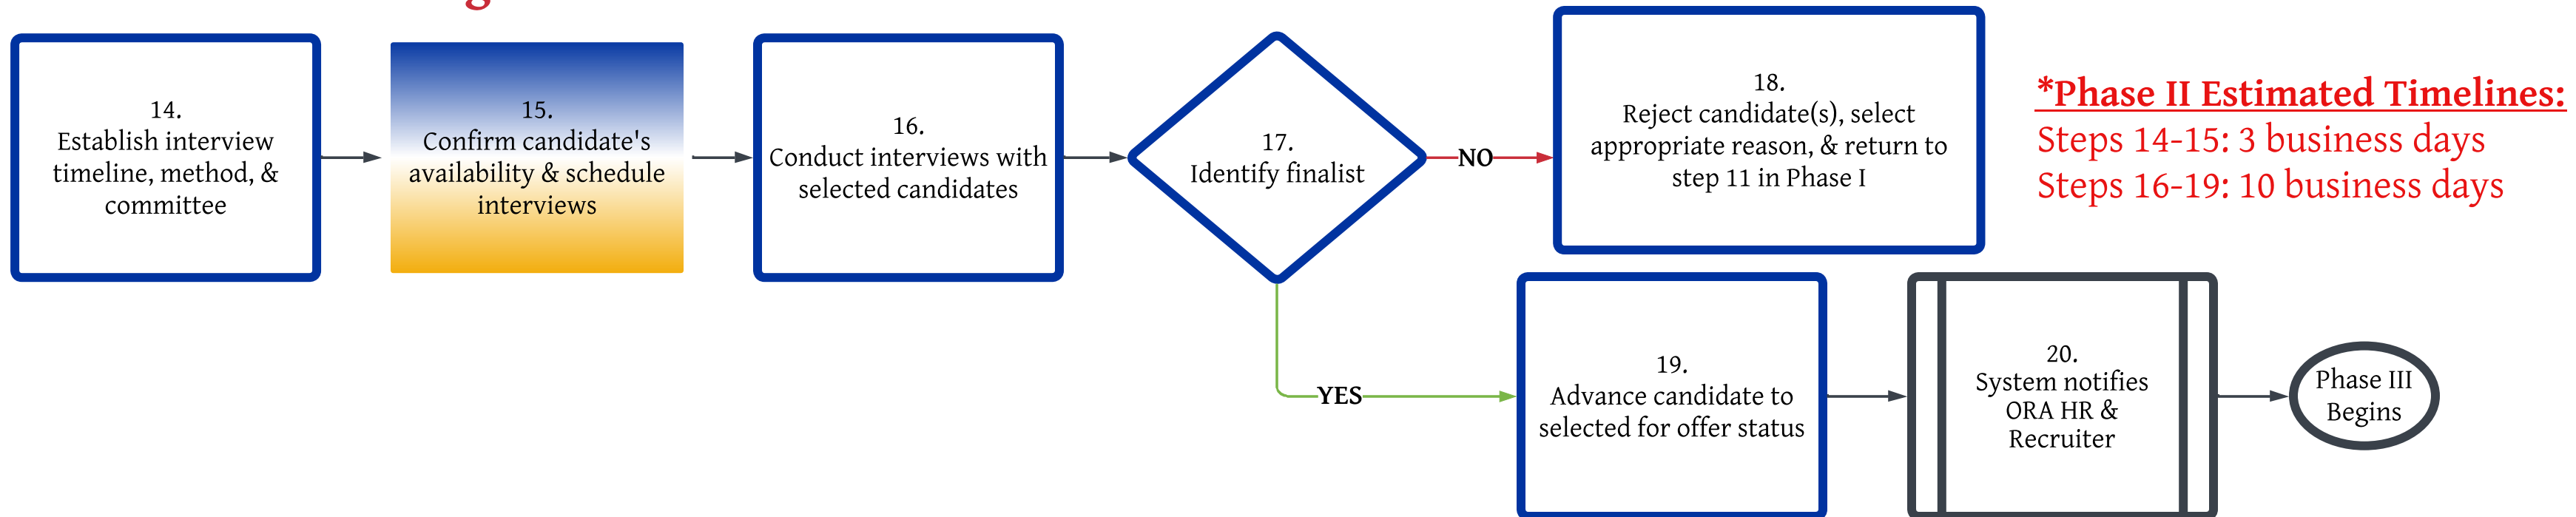 14.
Establish interview
timeline, method, &
committee
15.
Confirm candidate's
availability & schedule
interviews
16.
Conduct interviews with
selected candidates
17.
Identify finalist
NO
18.
Reject candidate(s), select
appropriate reason, & return to
step 11 in Phase I
*Phase II Estimated Timelines:
Steps 14-15: 3 business days
Steps 16-19: 10 business days
YES
19.
Advance candidate to
selected for offer status
20.
System notifies
ORA HR &
Recruiter
Phase III
Begins